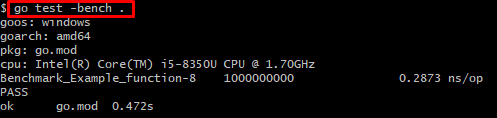 $ go test -bench .
goos: windows
goarch: amd64
pkg: go.mod
cpu: Intel(R) Core(TM) i5-8350U CPU @ 1.70GHz
Benchmark_Example_function-8    1000000000               0.2873 ns/op
PASS
ok      go.mod  0.472s